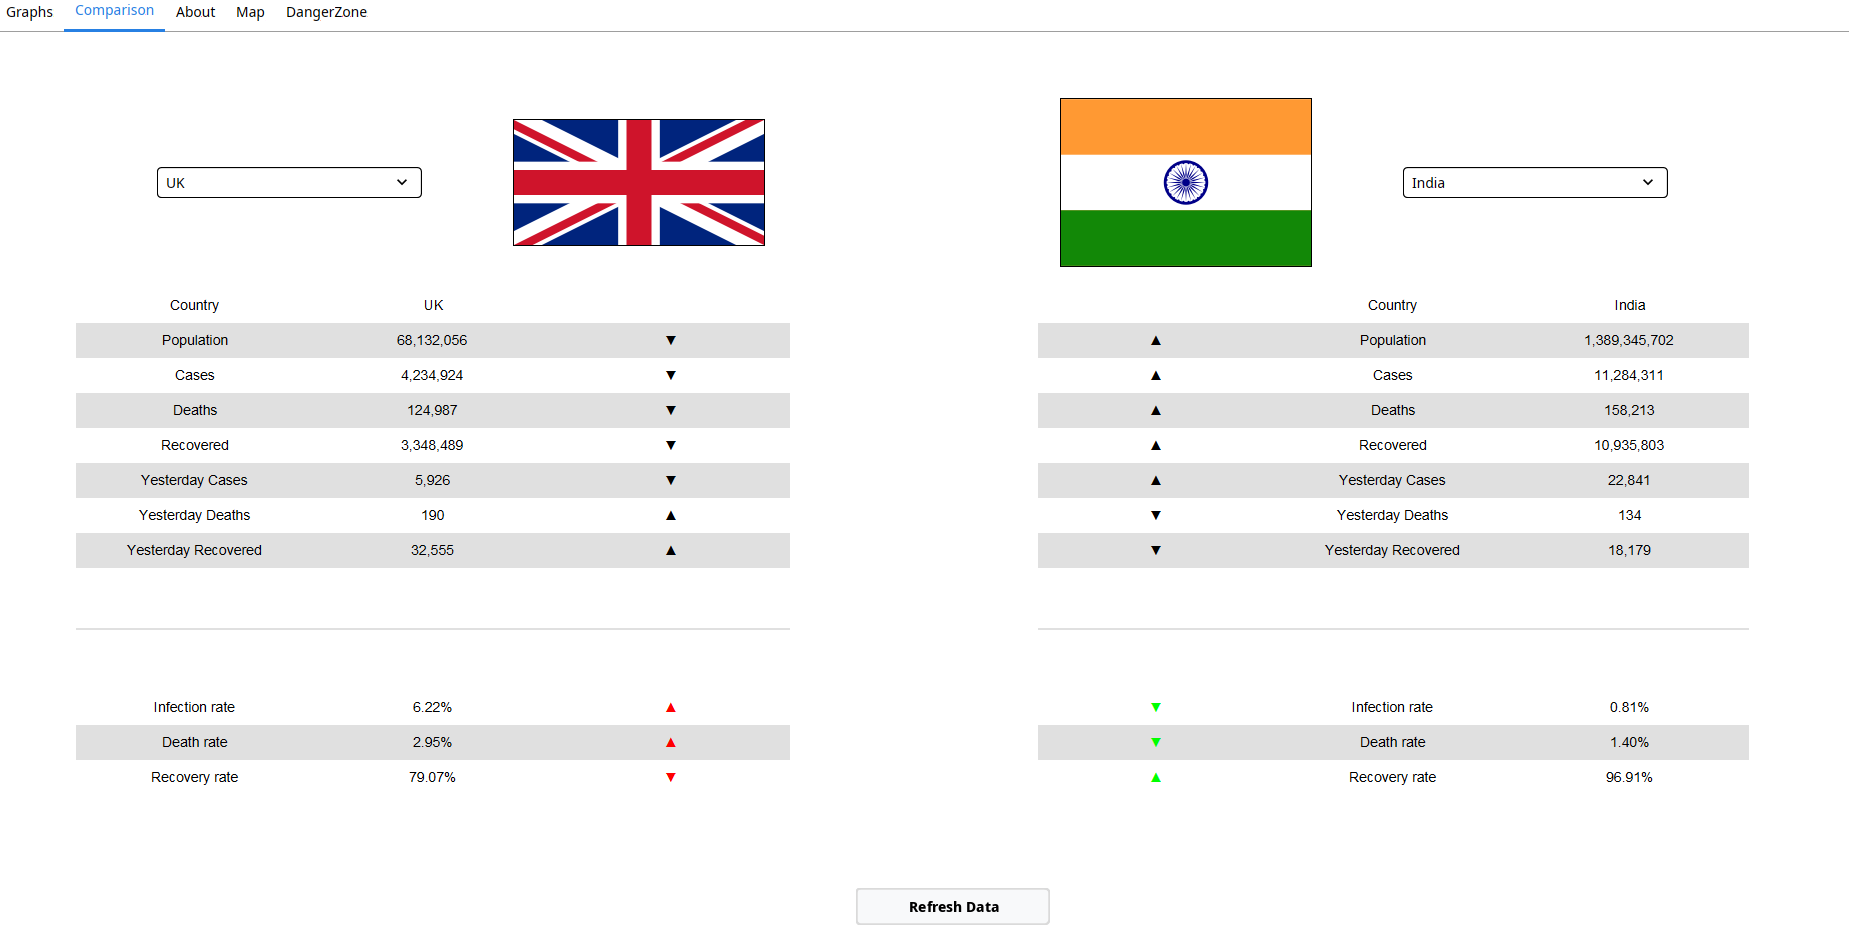 Graphs Comparison About Map DangerZone
UK
India
Country UK
Population 68,132,056 ▼
Cases 4,234,924 ▼
Deaths 124,987 ▼
Recovered 3,348,489 ▼
Yesterday Cases 5,926 ▼
Yesterday Deaths 190 ▲
Yesterday Recovered 32,555 ▲
Infection rate 6.22% ▲
Death rate 2.95% ▲
Recovery rate 79.07% ▼
Country India
▲ Population 1,389,345,702
▲ Cases 11,284,311
▲ Deaths 158,213
▲ Recovered 10,935,803
▲ Yesterday Cases 22,841
▼ Yesterday Deaths 134
▼ Yesterday Recovered 18,179
▼ Infection rate 0.81%
▼ Death rate 1.40%
▲ Recovery rate 96.91%
Refresh Data